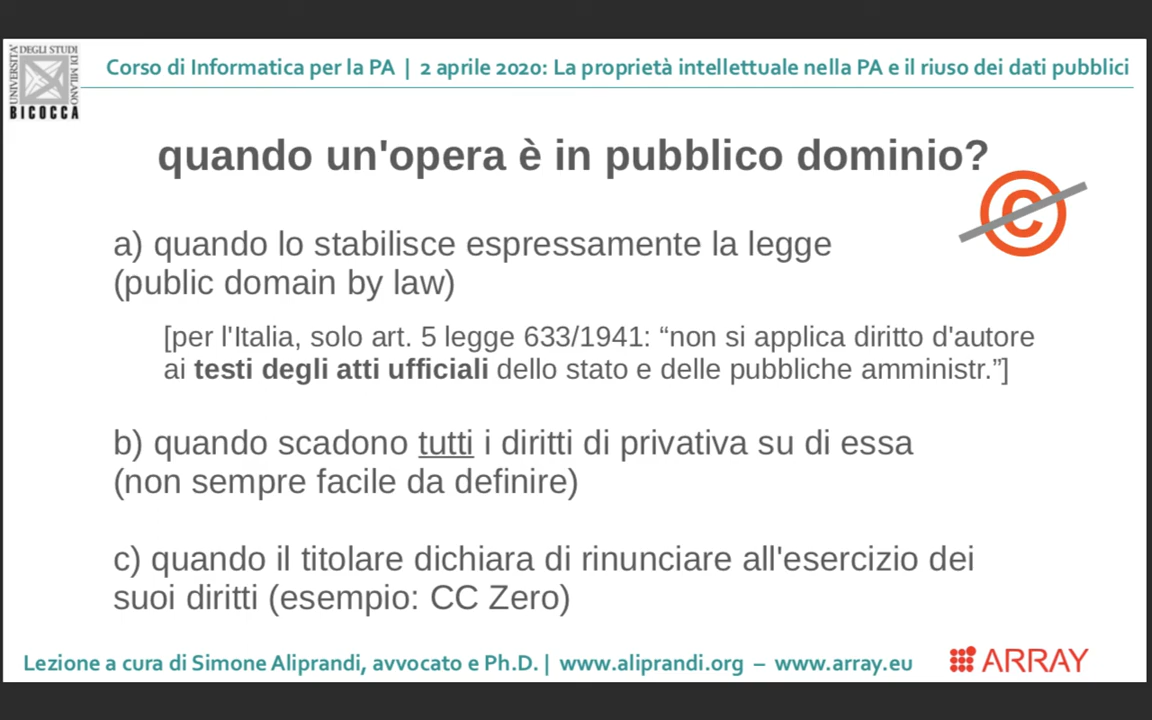 UNIVERSITÀ
DEGLI STUDI
DI MILANO
BICOCCA
Corso di Informatica per la PA | 2 aprile 2020: La proprietà intellettuale nella PA e il riuso dei dati pubblici
quando un'opera è in pubblico dominio?
C
a) quando lo stabilisce espressamente la legge
(public domain by law)
[per l'Italia, solo art. 5 legge 633/1941: “non si applica diritto d'autore
ai testi degli atti ufficiali dello stato e delle pubbliche amministr.”]
b) quando scadono tutti i diritti di privativa su di essa
(non sempre facile da definire)
c) quando il titolare dichiara di rinunciare all'esercizio dei
suoi diritti (esempio: CC Zero)
Lezione a cura di Simone Aliprandi, avvocato e Ph.D. | www.aliprandi.org – www.array.eu
ARRAY